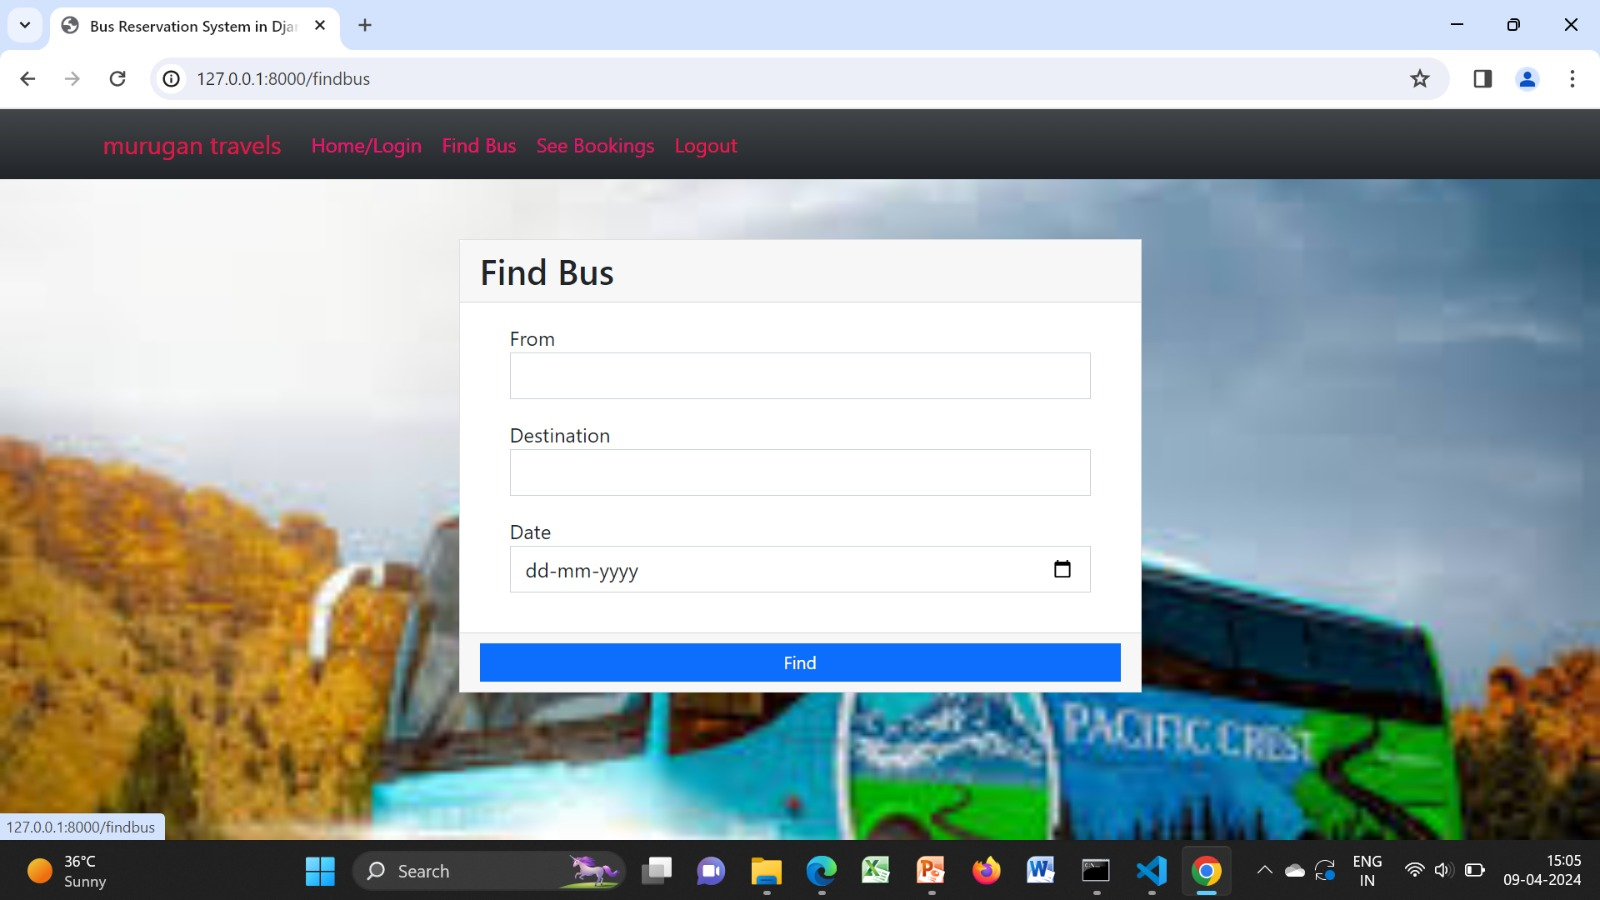 Bus Reservation System in Dja
127.0.0.1:8000/findbus
murugan travels Home/Login Find Bus See Bookings Logout
Find Bus
From
Destination
Date
dd-mm-yyyy
Find
PACIFIC CREST
127.0.0.1:8000/findbus
36°C
Sunny
Search
ENG
IN
15:05
09-04-2024